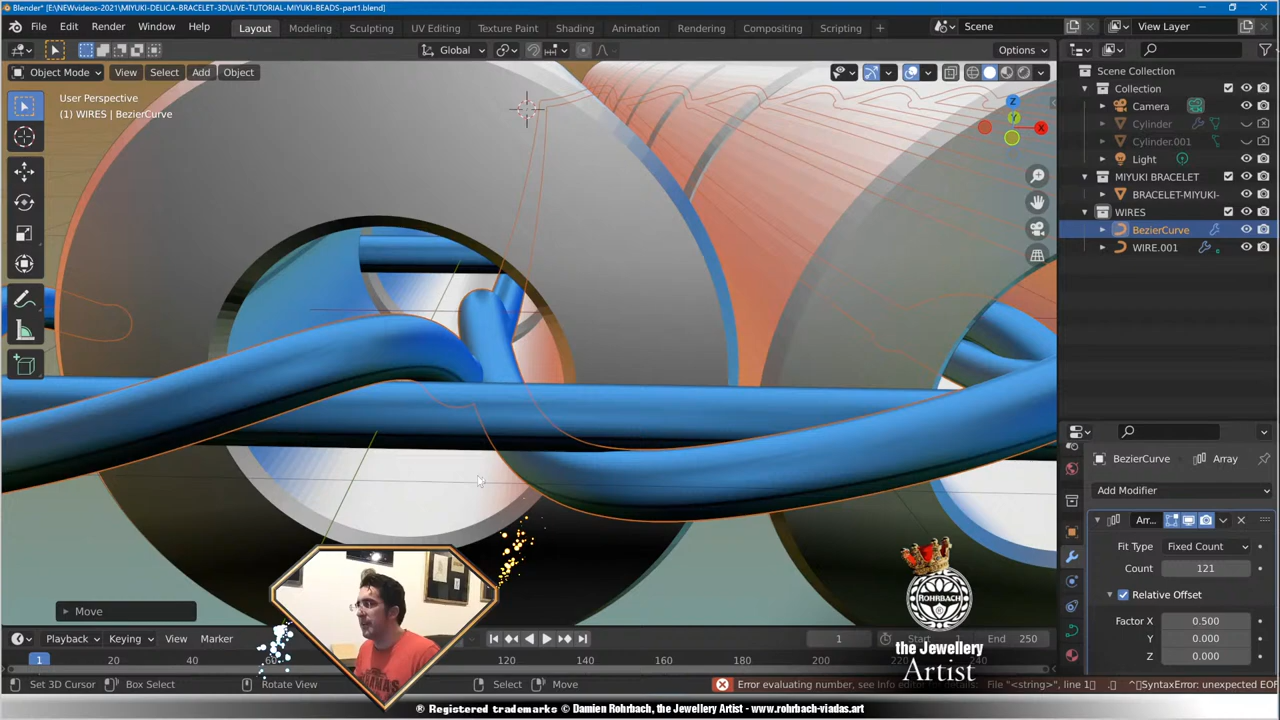 Blender* [E:\NEWvideos-2021\MIYUKI-DELICA-BRACELET-3D\LIVE-TUTORIAL-MIYUKI-BEADS-part1.blend]
File Edit Render Window Help Layout Modeling Sculpting UV Editing Texture Paint Shading Animation Rendering Compositing Scripting + Scene View Layer
Global Options
Object Mode View Select Add Object
User Perspective
(1) WIRES | BezierCurve
Z
Y
X
Scene Collection
Collection
Camera
Cylinder
Cylinder.001
Light
MIYUKI BRACELET
BRACELET-MIYUKI-
WIRES
BezierCurve
WIRE.001
BezierCurve Array
Add Modifier
Arr...
Fit Type Fixed Count
Count 121
Relative Offset
Factor X 0.500
Y 0.000
Z 0.000
Move
Playback Keying View Marker 1 Start End 250
1 20 40 60 120 140 160 180 200 220 240
Set 3D Cursor Box Select Rotate View Select Move Error evaluating number, see Info editor for details: File "<string>", line 1 ^ SyntaxError: unexpected EOF
ROHRBACH
the Jewellery
Artist
® Registered trademarks © Damien Rohrbach, the Jewellery Artist - www.rohrbach-viadas.art